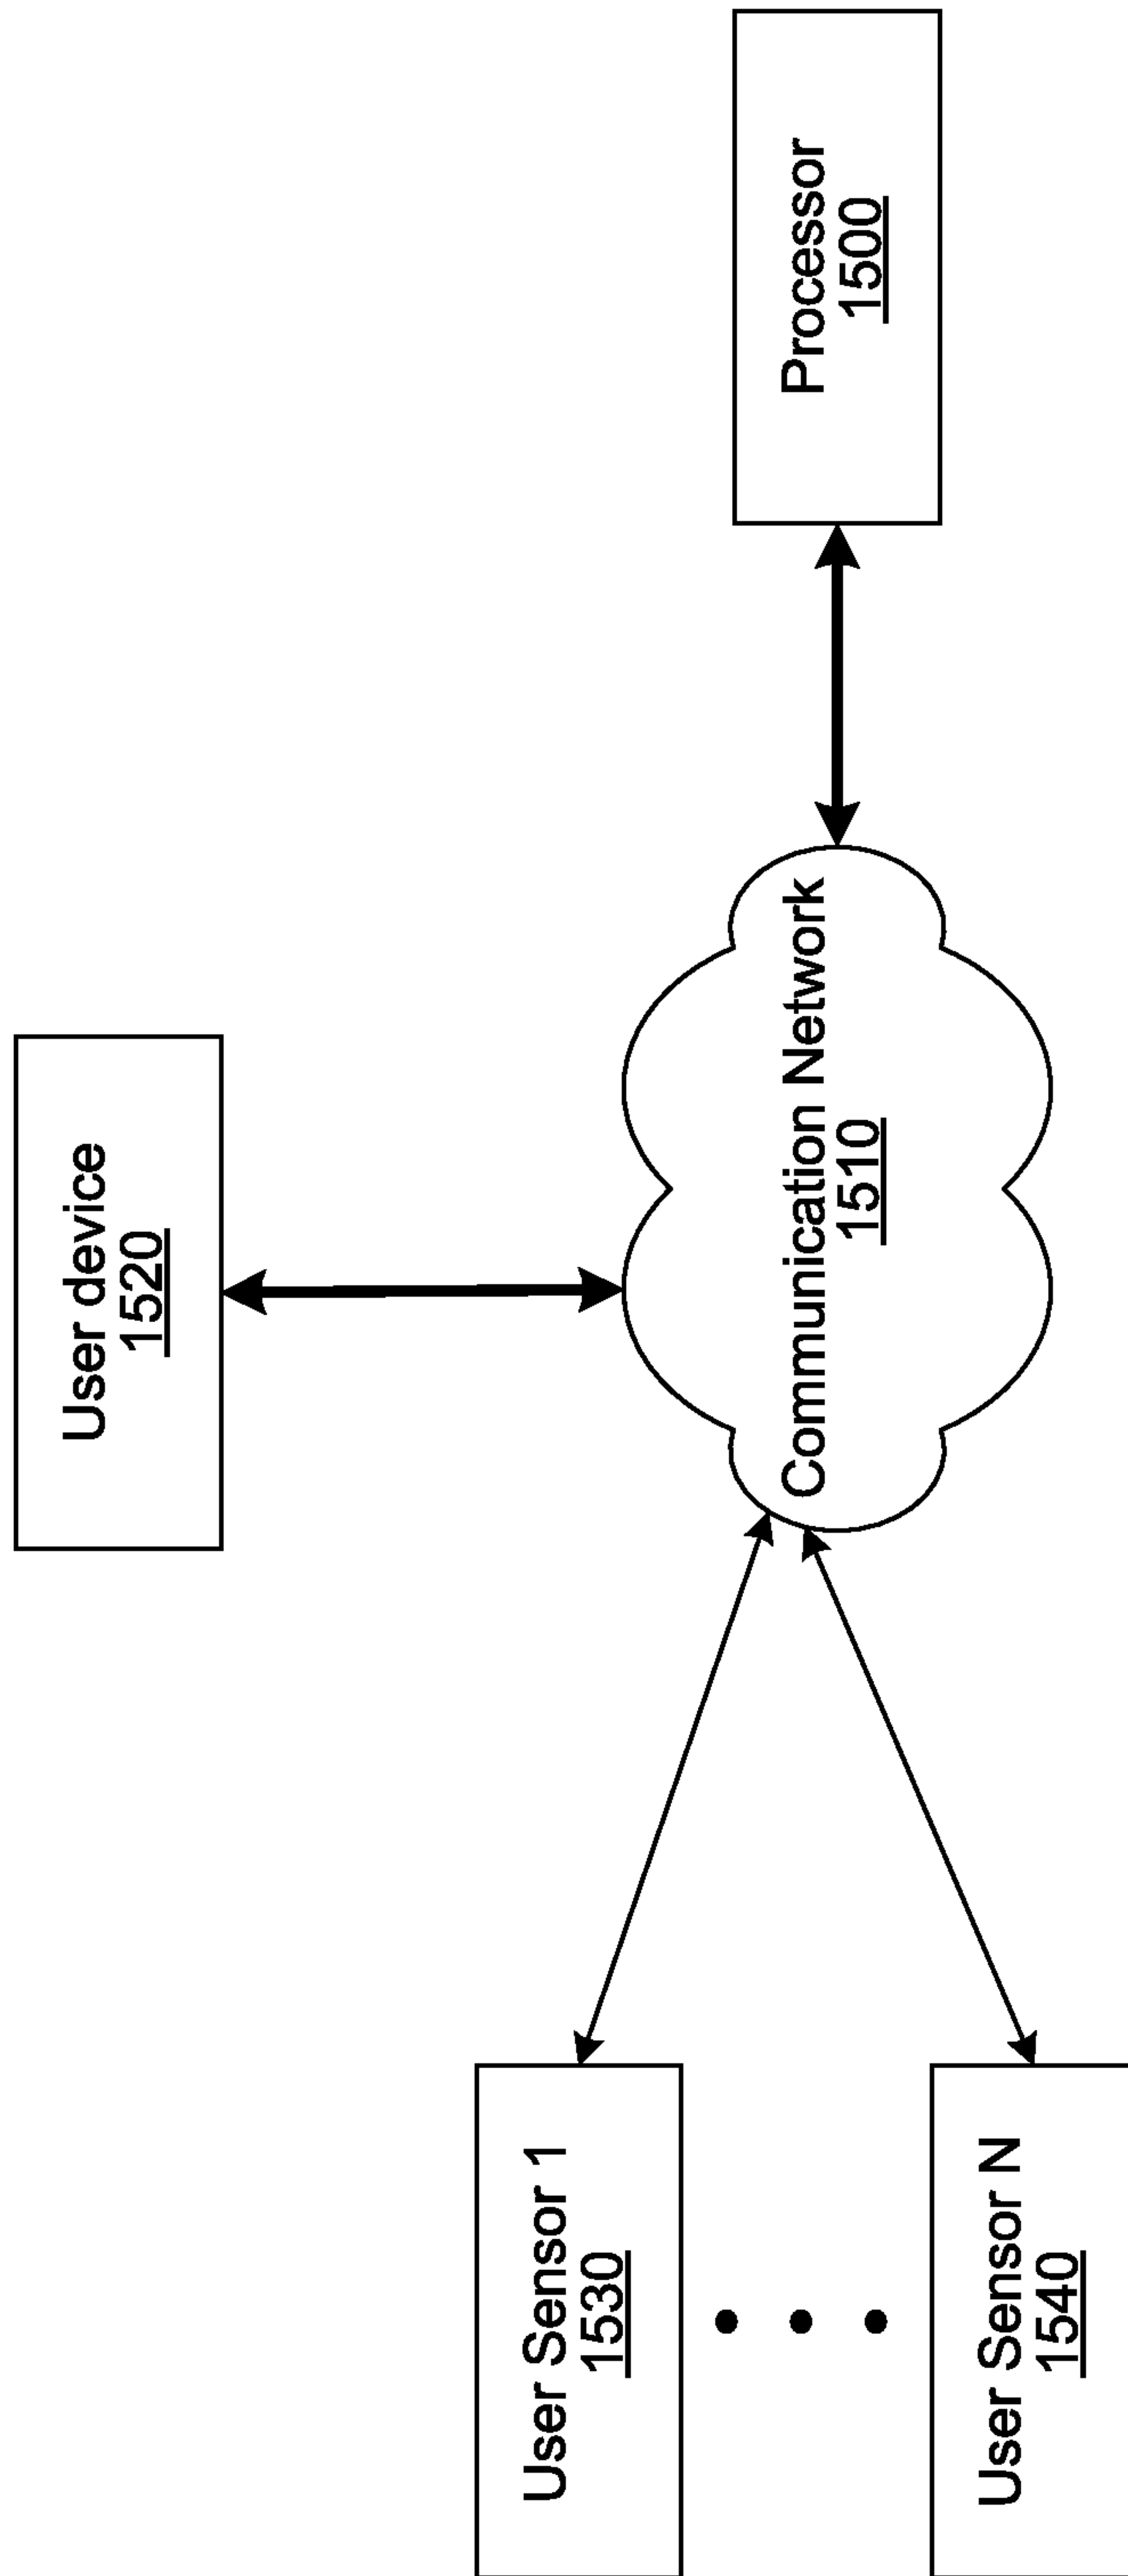 User device
1520
User Sensor 1
1530
Communication Network
1510
Processor
1500
User Sensor N
1540